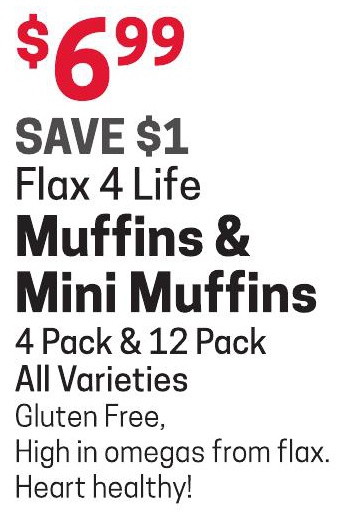 $6.99
SAVE $1
Flax 4 Life
Muffins &
Mini Muffins
4 Pack & 12 Pack
All Varieties
Gluten Free,
High in omegas from flax.
Heart healthy!